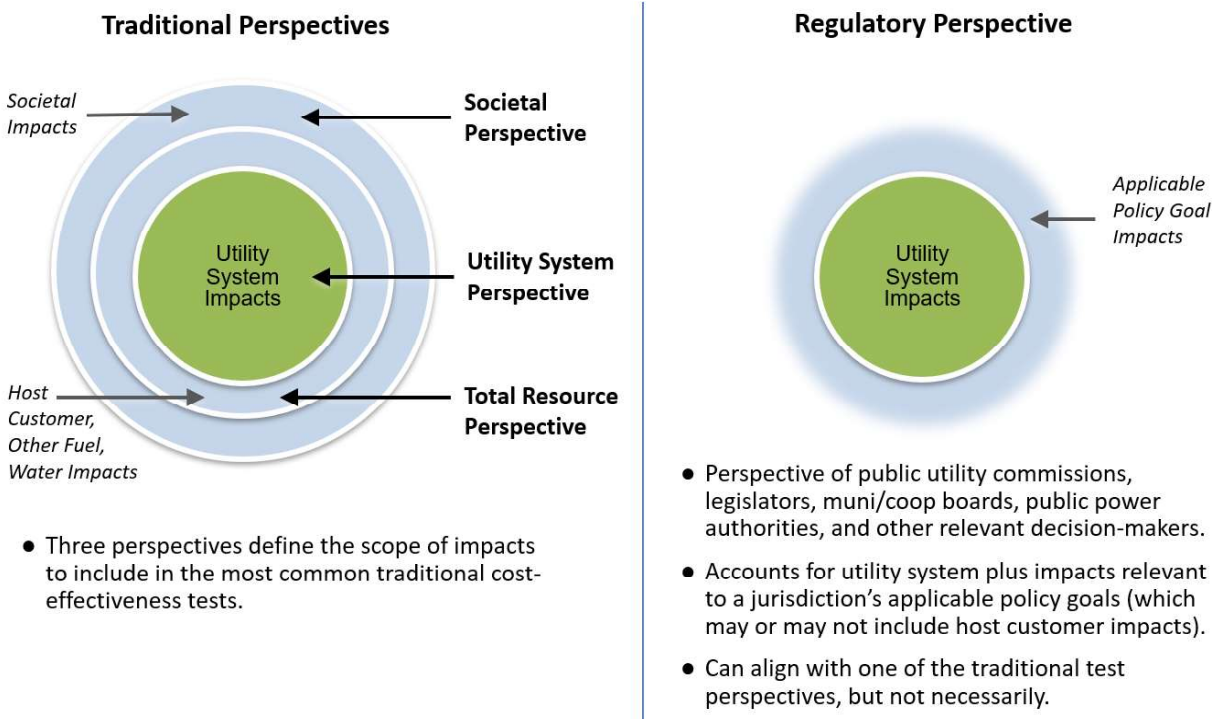 Traditional Perspectives
Societal
Impacts
Societal
Perspective
Utility
System
Impacts
Utility System
Perspective
Host
Customer,
Other Fuel,
Water Impacts
Total Resource
Perspective
● Three perspectives define the scope of impacts
to include in the most common traditional cost-
effectiveness tests.
Regulatory Perspective
Applicable
Policy Goal
Impacts
Utility
System
Impacts
● Perspective of public utility commissions,
legislators, muni/coop boards, public power
authorities, and other relevant decision-makers.
● Accounts for utility system plus impacts relevant
to a jurisdiction’s applicable policy goals (which
may or may not include host customer impacts).
● Can align with one of the traditional test
perspectives, but not necessarily.